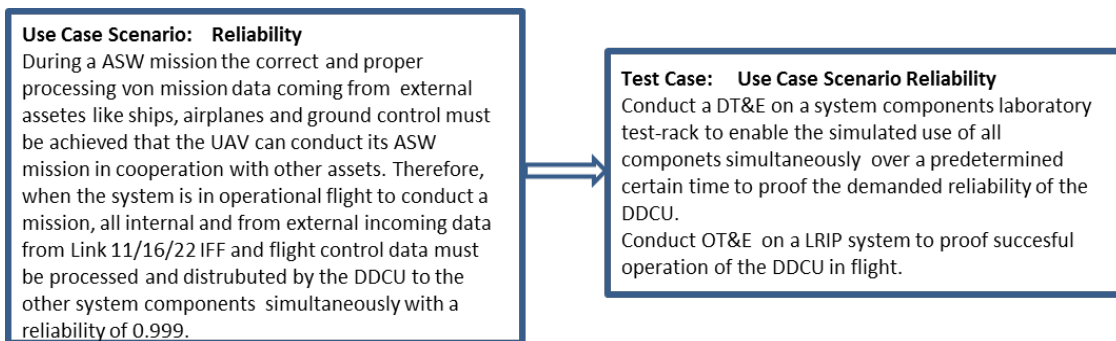 Use Case Scenario: Reliability
During a ASW mission the correct and proper
processing von mission data coming from external
assetes like ships, airplanes and ground control must
be achieved that the UAV can conduct its ASW
mission in cooperation with other assets. Therefore,
when the system is in operational flight to conduct a
mission, all internal and from external incoming data
from Link 11/16/22 IFF and flight control data must
be processed and distrubuted by the DDCU to the
other system components simultaneously with a
reliability of 0.999.
Test Case: Use Case Scenario Reliability
Conduct a DT&E on a system components laboratory
test-rack to enable the simulated use of all
componets simultaneously over a predetermined
certain time to proof the demanded reliability of the
DDCU.
Conduct OT&E on a LRIP system to proof succesful
operation of the DDCU in flight.